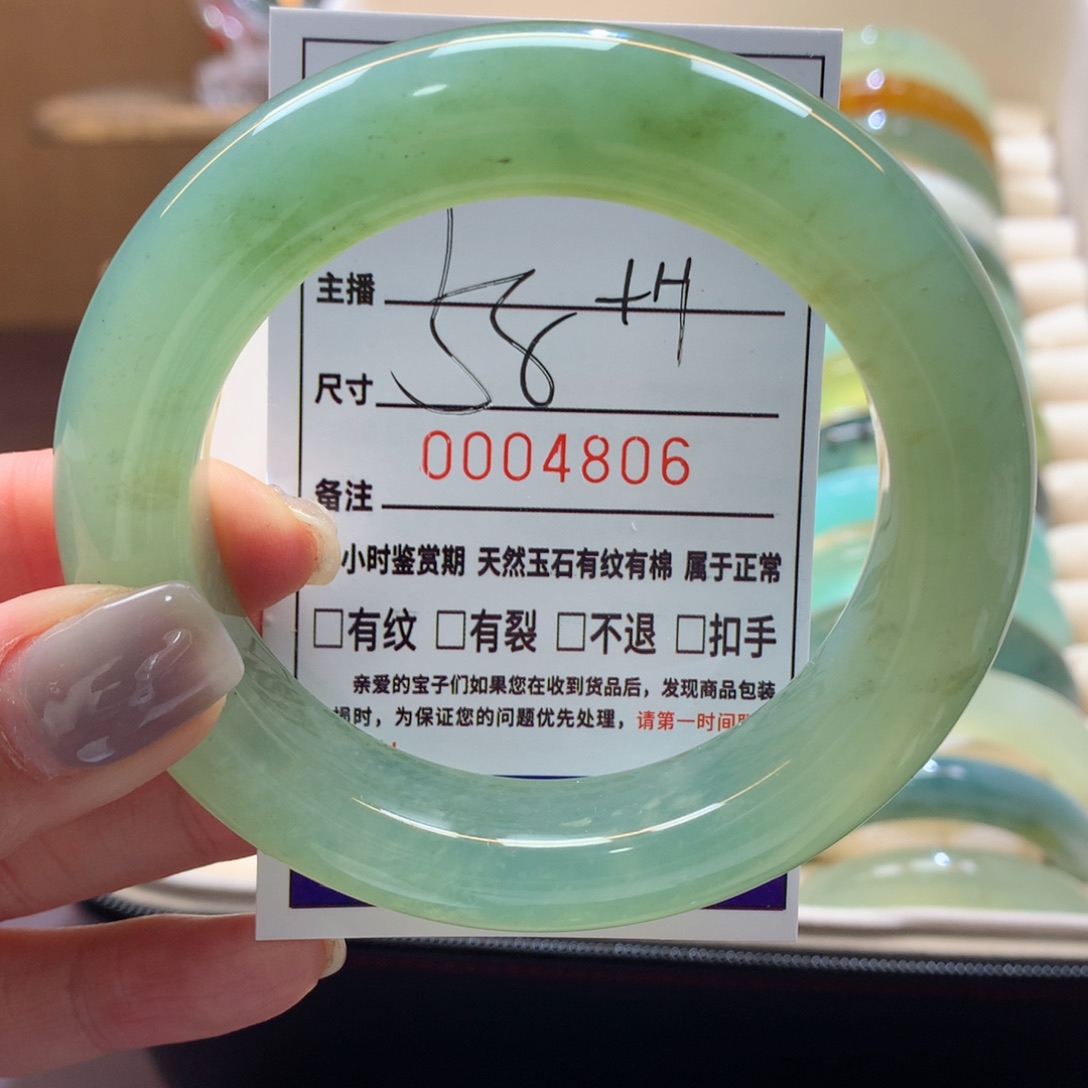 主播
58 +H
尺寸
0004806
备注
小时鉴赏期 天然玉石有纹有棉 属于正常
□有纹 □有裂 □不退 □扣手
亲爱的宝子们如果您在收到货品后，发现商品包装
损时，为保证您的问题优先处理，请第一时间